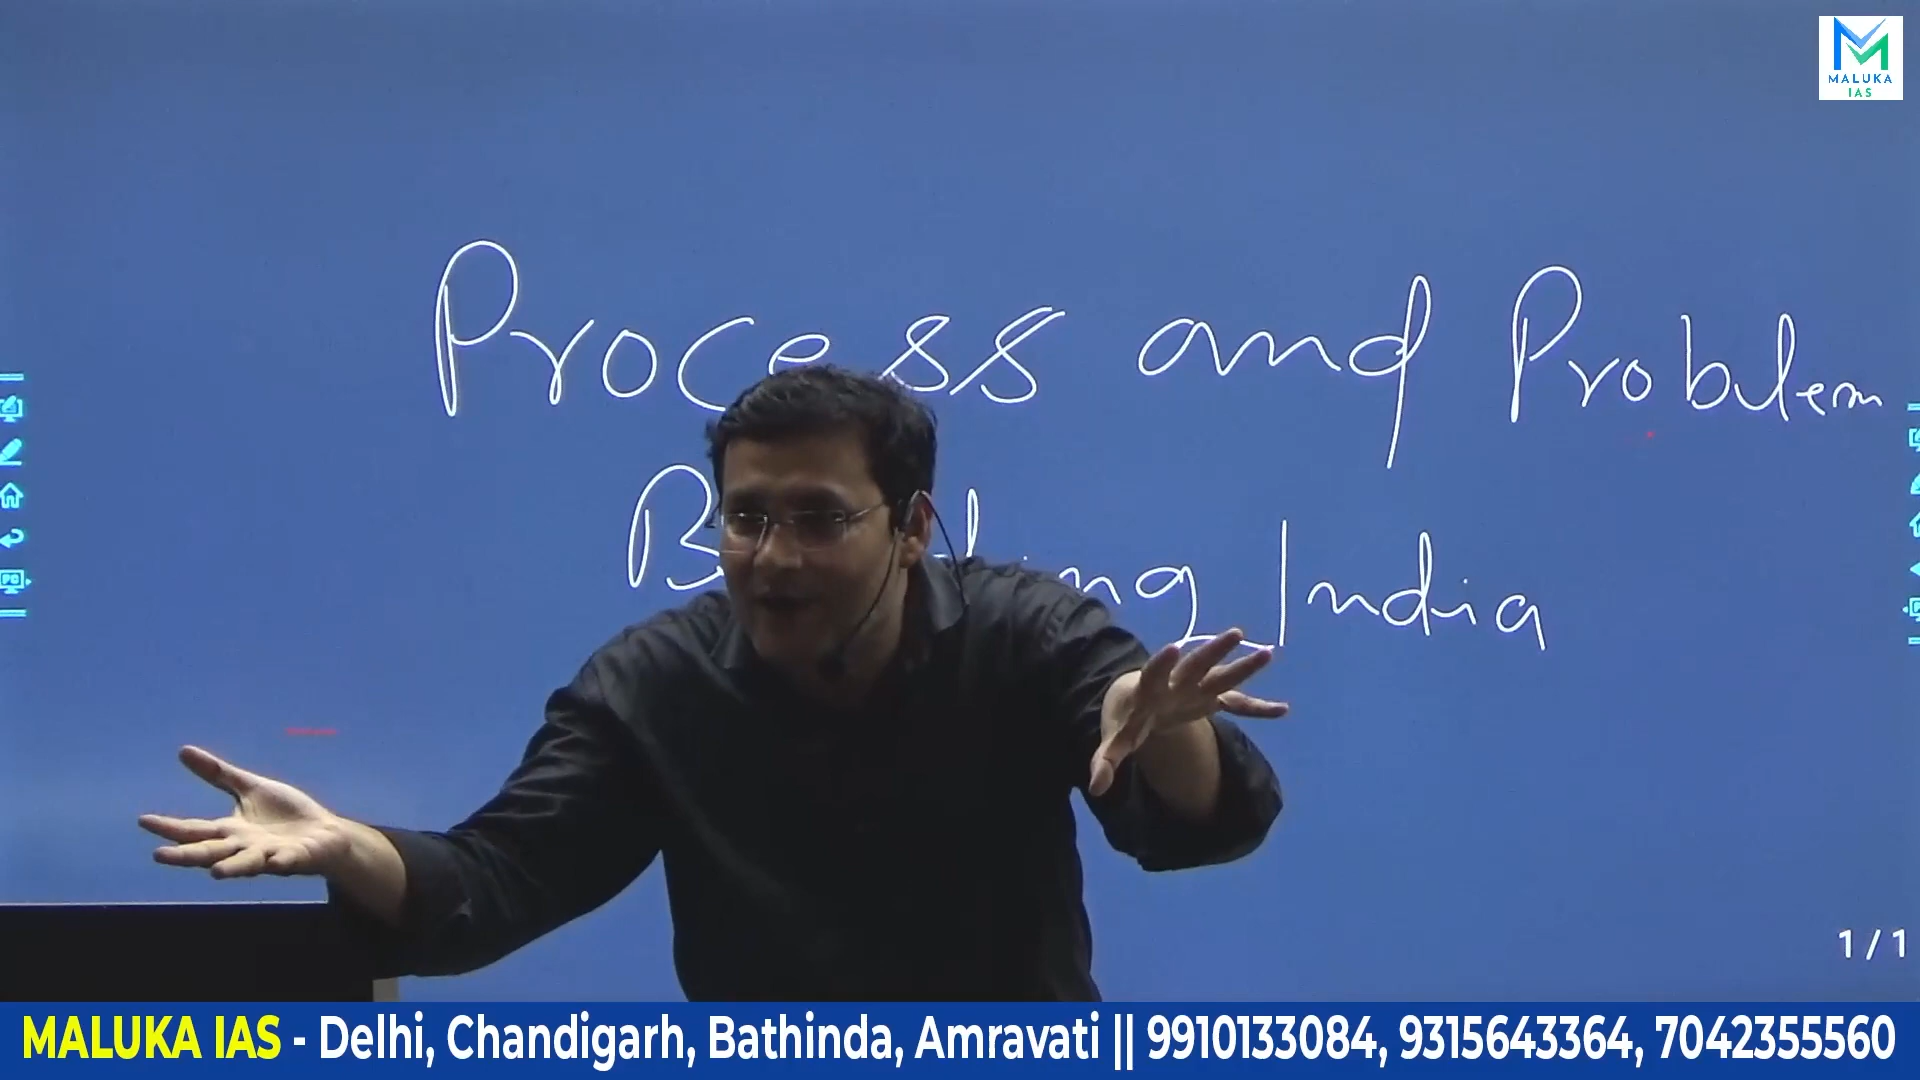 MALUKA
IAS
Process and Problem
India
1 / 1
MALUKA IAS - Delhi, Chandigarh, Bathinda, Amravati || 9910133084, 9315643364, 7042355560